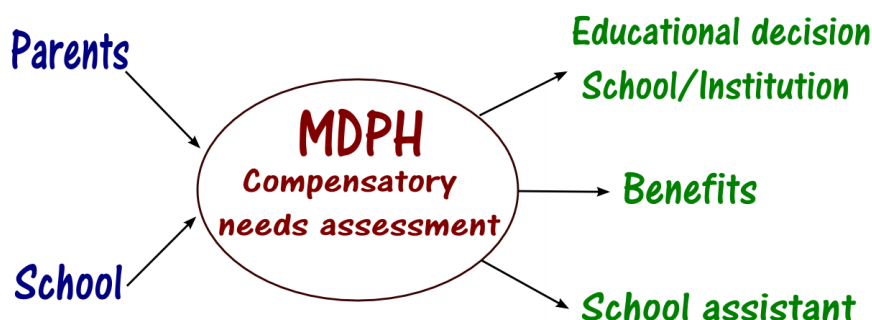 Parents
School
MDPH
Compensatory
needs assessment
Educational decision
School/Institution
Benefits
School assistant